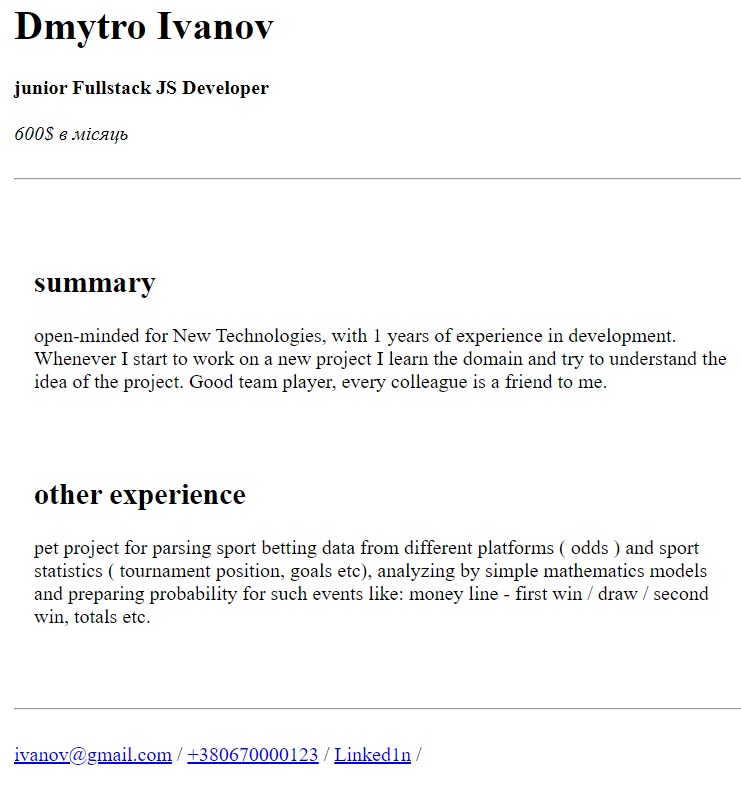 Dmytro Ivanov
junior Fullstack JS Developer
600$ в місяць
summary
open-minded for New Technologies, with 1 years of experience in development.
Whenever I start to work on a new project I learn the domain and try to understand the
idea of the project. Good team player, every colleague is a friend to me.
other experience
pet project for parsing sport betting data from different platforms ( odds ) and sport
statistics ( tournament position, goals etc), analyzing by simple mathematics models
and preparing probability for such events like: money line - first win / draw / second
win, totals etc.
ivanov@gmail.com / +380670000123 / Linked1n /